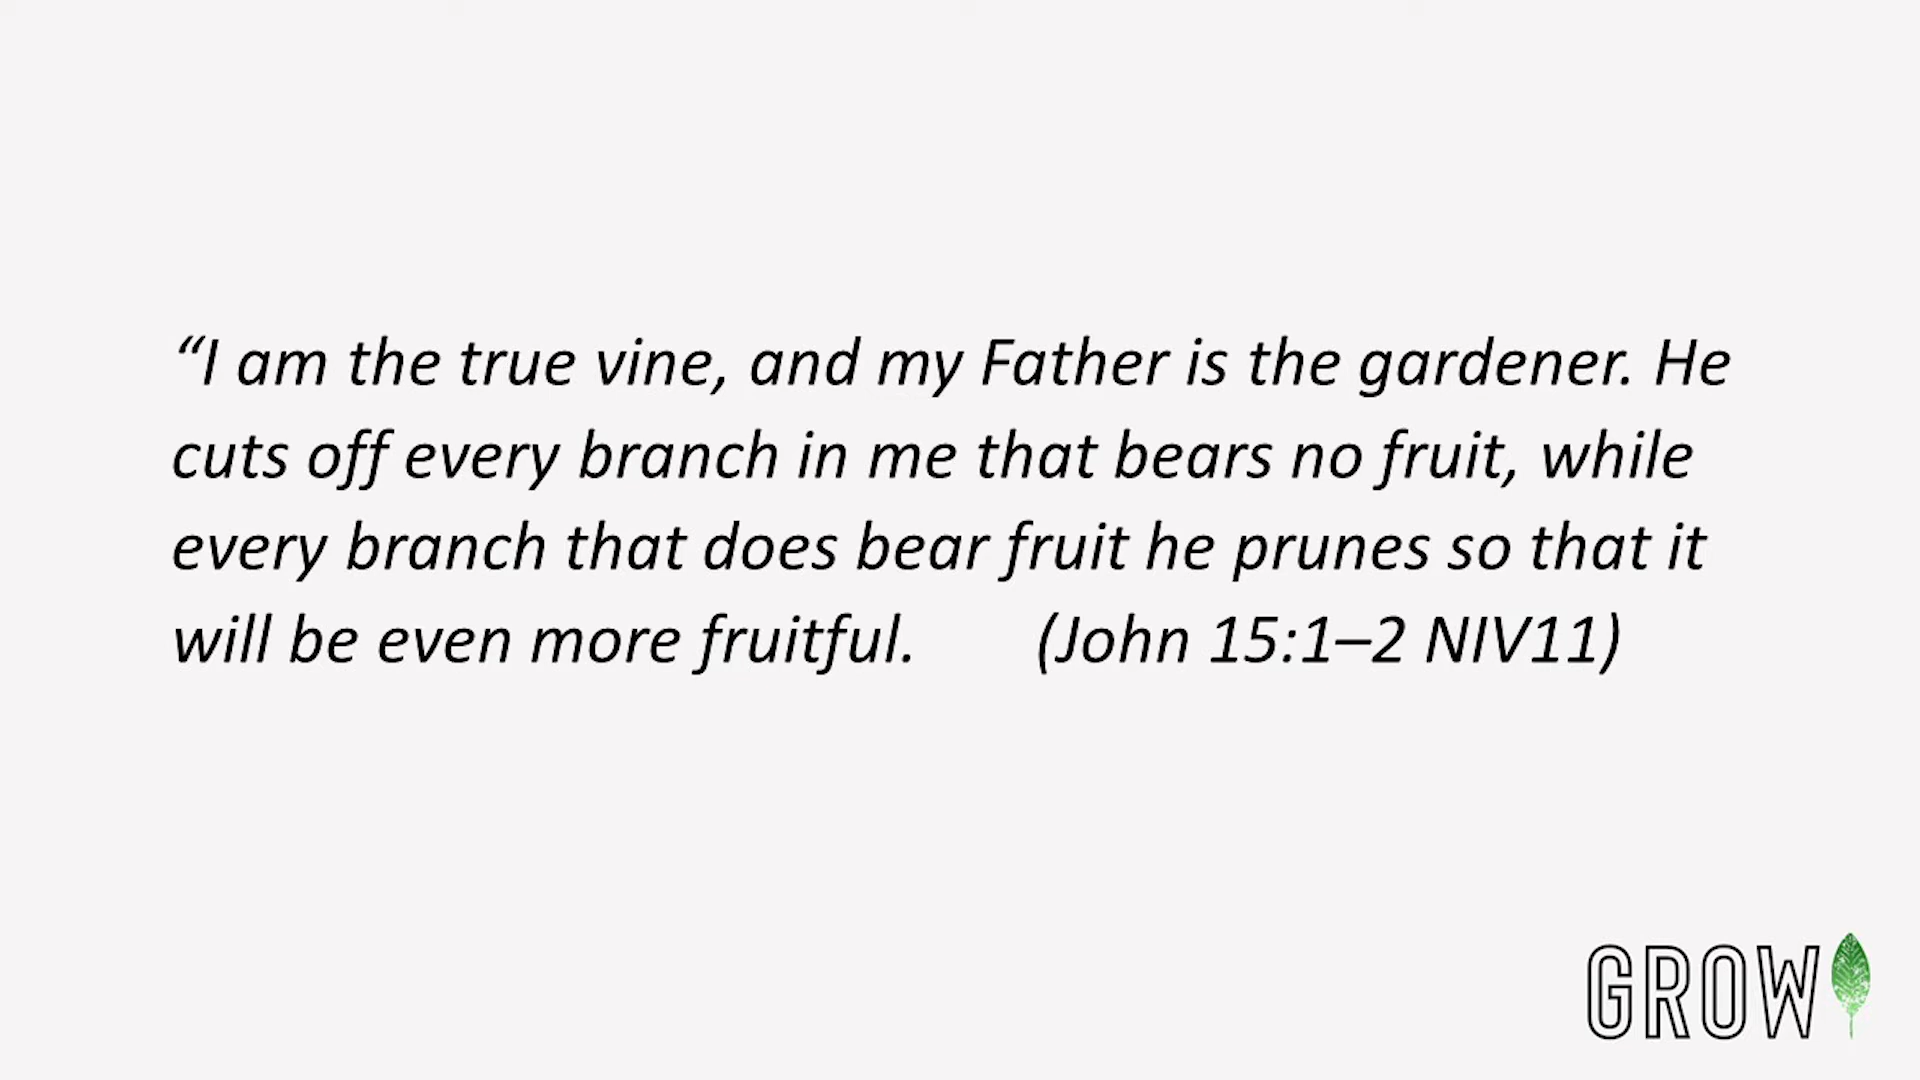 “I am the true vine, and my Father is the gardener. He
cuts off every branch in me that bears no fruit, while
every branch that does bear fruit he prunes so that it
will be even more fruitful. (John 15:1–2 NIV11)
GROW